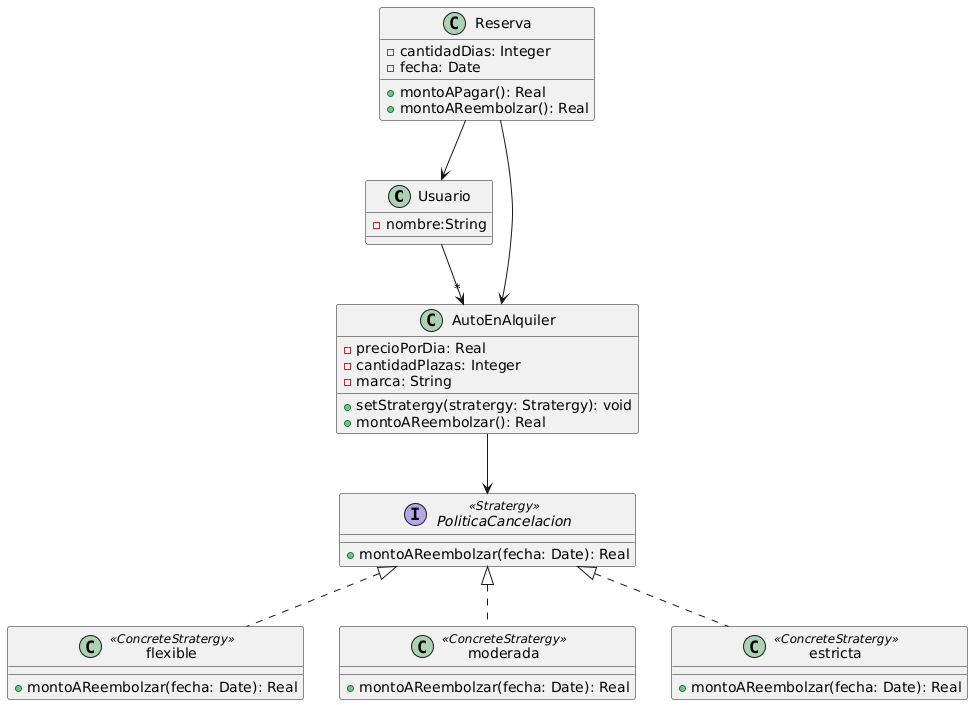 C Reserva
cantidadDias: Integer
fecha: Date
montoAPagar(): Real
montoAReembolzar(): Real
C Usuario
nombre:String
*
C AutoEnAlquiler
precioPorDia: Real
cantidadPlazas: Integer
marca: String
setStratergy(stratergy: Stratergy): void
montoAReembolzar(): Real
I «Stratergy»
PoliticaCancelacion
montoAReembolzar(fecha: Date): Real
C «ConcreteStratergy»
flexible
montoAReembolzar(fecha: Date): Real
C «ConcreteStratergy»
moderada
montoAReembolzar(fecha: Date): Real
C «ConcreteStratergy»
estricta
montoAReembolzar(fecha: Date): Real